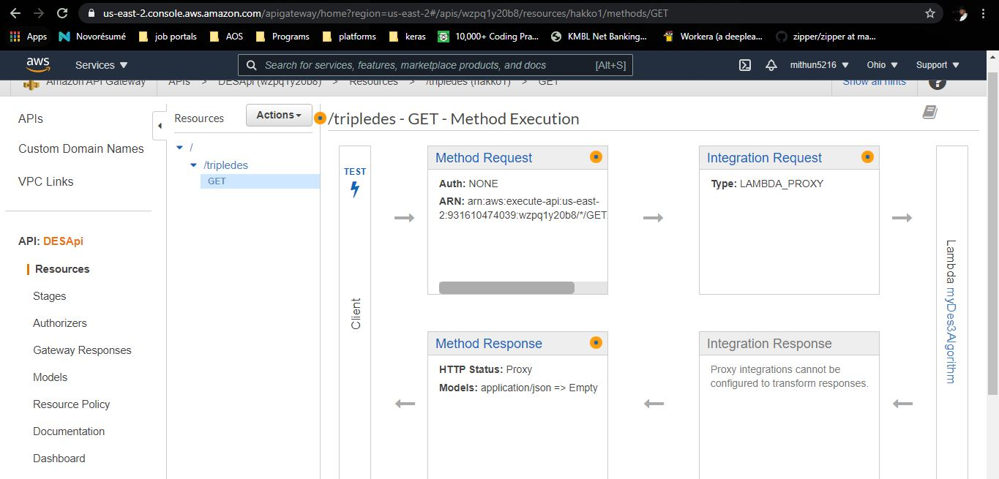 us-east-2.console.aws.amazon.com/apigateway/home?region=us-east-2#/apis/wzpq1y20b8/resources/hakko1/methods/GET
Apps Novorésumé job portals AOS Programs platforms keras 10,000+ Coding Pra... KMBL Net Banking,... Workera (a deeplea... zipper/zipper at ma...
aws Services Search for services, features, marketplace products, and docs [Alt+S] mithun5216 Ohio Support
Amazon API Gateway APIs > DESApi (wzpq1y20b8) > Resources > /tripledes (hakko1) > GET Show all hints ?
APIs
Custom Domain Names
VPC Links
API: DESApi
Resources
Stages
Authorizers
Gateway Responses
Models
Resource Policy
Documentation
Dashboard
Resources Actions
/
/tripledes
GET
/tripledes - GET - Method Execution
TEST
Client
Method Request
Auth: NONE
ARN: arn:aws:execute-api:us-east-
2:931610474039:wzpq1y20b8/*/GET
Integration Request
Type: LAMBDA_PROXY
Lambda myDes3Algorithm
Method Response
HTTP Status: Proxy
Models: application/json => Empty
Integration Response
Proxy integrations cannot be
configured to transform responses.